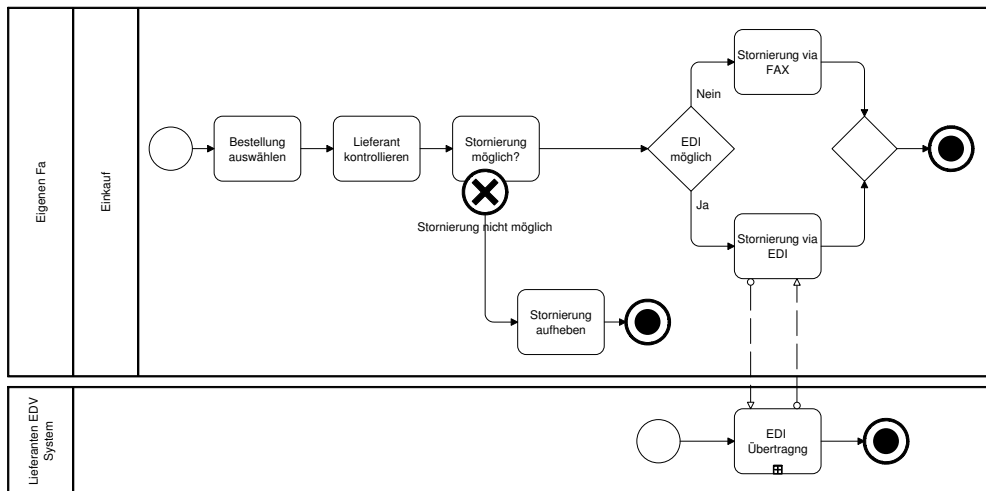 Eigenen Fa
Einkauf
Bestellung
auswählen
Lieferant
kontrollieren
Stornierung
möglich?
Stornierung nicht möglich
Stornierung
aufheben
EDI
möglich
Nein
Ja
Stornierung via
FAX
Stornierung via
EDI
Lieferanten EDV
System
EDI
Übertragng